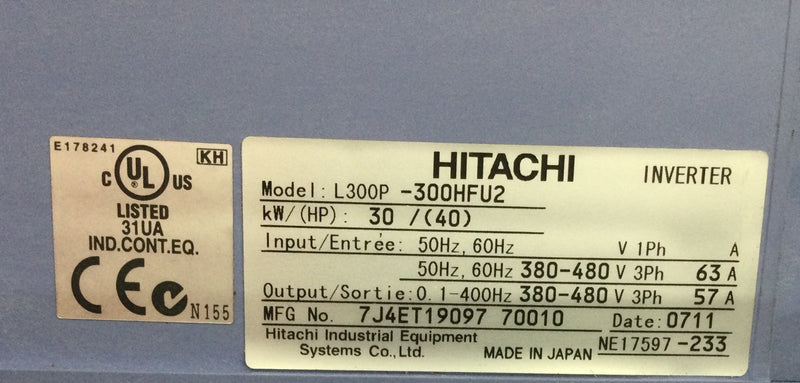 E178241
KH
C UL US
®
LISTED
31UA
IND.CONT.EQ.
CE
N155
HITACHI INVERTER
Model: L300P -300HFU2
kW/(HP): 30 /(40)
Input/Entrée: 50Hz, 60Hz V 1Ph A
50Hz, 60Hz 380-480 V 3Ph 63 A
Output/Sortie:0.1-400Hz 380-480 V 3Ph 57 A
MFG No. 7J4ET19097 70010 Date: 0711
Hitachi Industrial Equipment
Systems Co., Ltd. MADE IN JAPAN NE17597 -233